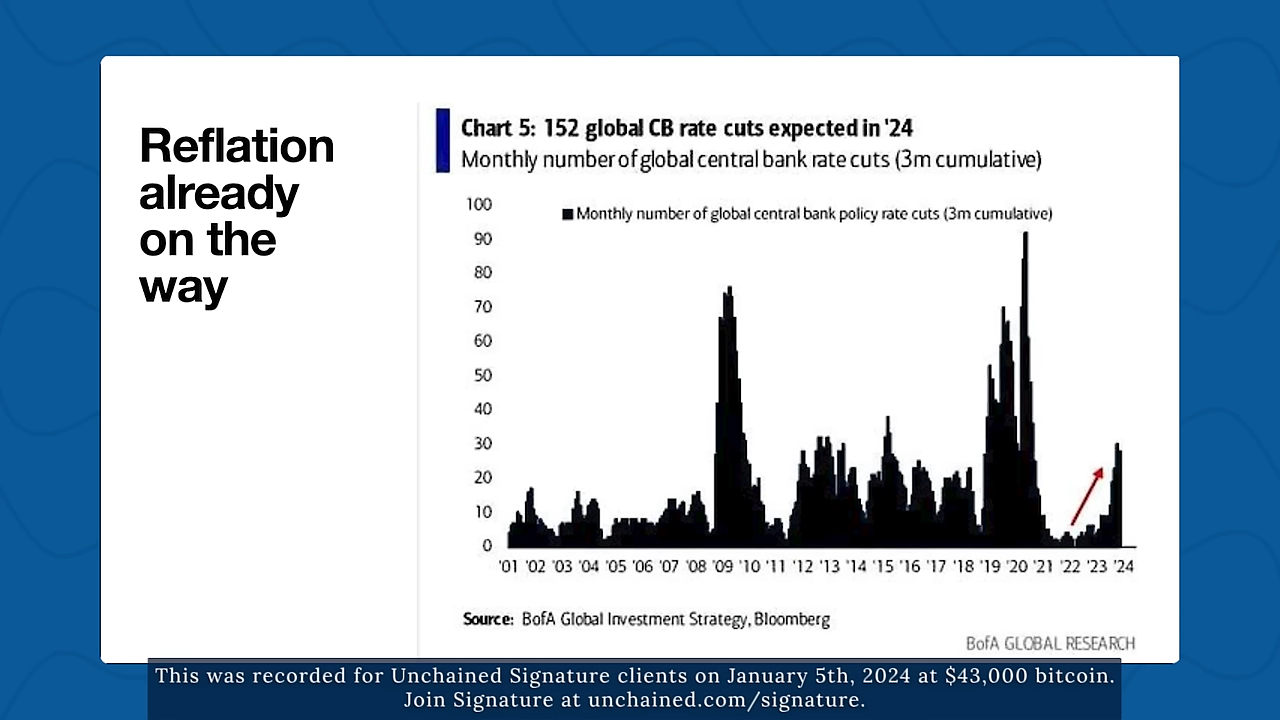 Reflation
already
on the
way
Chart 5: 152 global CB rate cuts expected in '24
Monthly number of global central bank rate cuts (3m cumulative)
Monthly number of global central bank policy rate cuts (3m cumulative)
100
90
80
70
60
50
40
30
20
10
0
'01 '02 '03 '04 '05 '06 '07 '08 '09 '10 '11 '12 '13 '14 '15 '16 '17 '18 '19 '20 '21 '22 '23 '24
Source: BofA Global Investment Strategy, Bloomberg
BofA GLOBAL RESEARCH
This was recorded for Unchained Signature clients on January 5th, 2024 at $43,000 bitcoin.
Join Signature at unchained.com/signature.